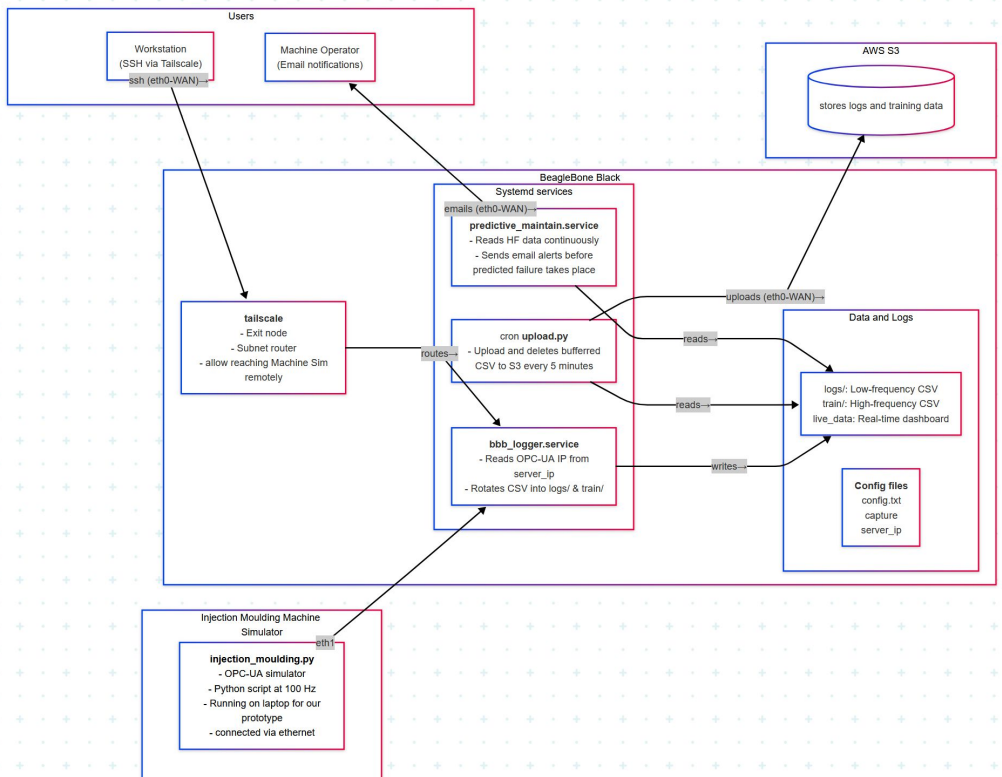 Users
Workstation
(SSH via Tailscale)
ssh (eth0-WAN)→
Machine Operator
(Email notifications)
AWS S3
stores logs and training data
BeagleBone Black
Systemd services
emails (eth0-WAN)→
predictive_maintain.service
- Reads HF data continuously
- Sends email alerts before
predicted failure takes place
tailscale
- Exit node
- Subnet router
- allow reaching Machine Sim
remotely
routes→
cron upload.py
- Upload and deletes bufferred
CSV to S3 every 5 minutes
uploads (eth0-WAN)→
reads→
reads→
bbb_logger.service
- Reads OPC-UA IP from
server_ip
- Rotates CSV into logs/ & train/
writes→
Data and Logs
logs/: Low-frequency CSV
train/: High-frequency CSV
live_data: Real-time dashboard
Config files
config.txt
capture
server_ip
Injection Moulding Machine
Simulator
eth1
injection_moulding.py
- OPC-UA simulator
- Python script at 100 Hz
- Running on laptop for our
prototype
- connected via ethernet